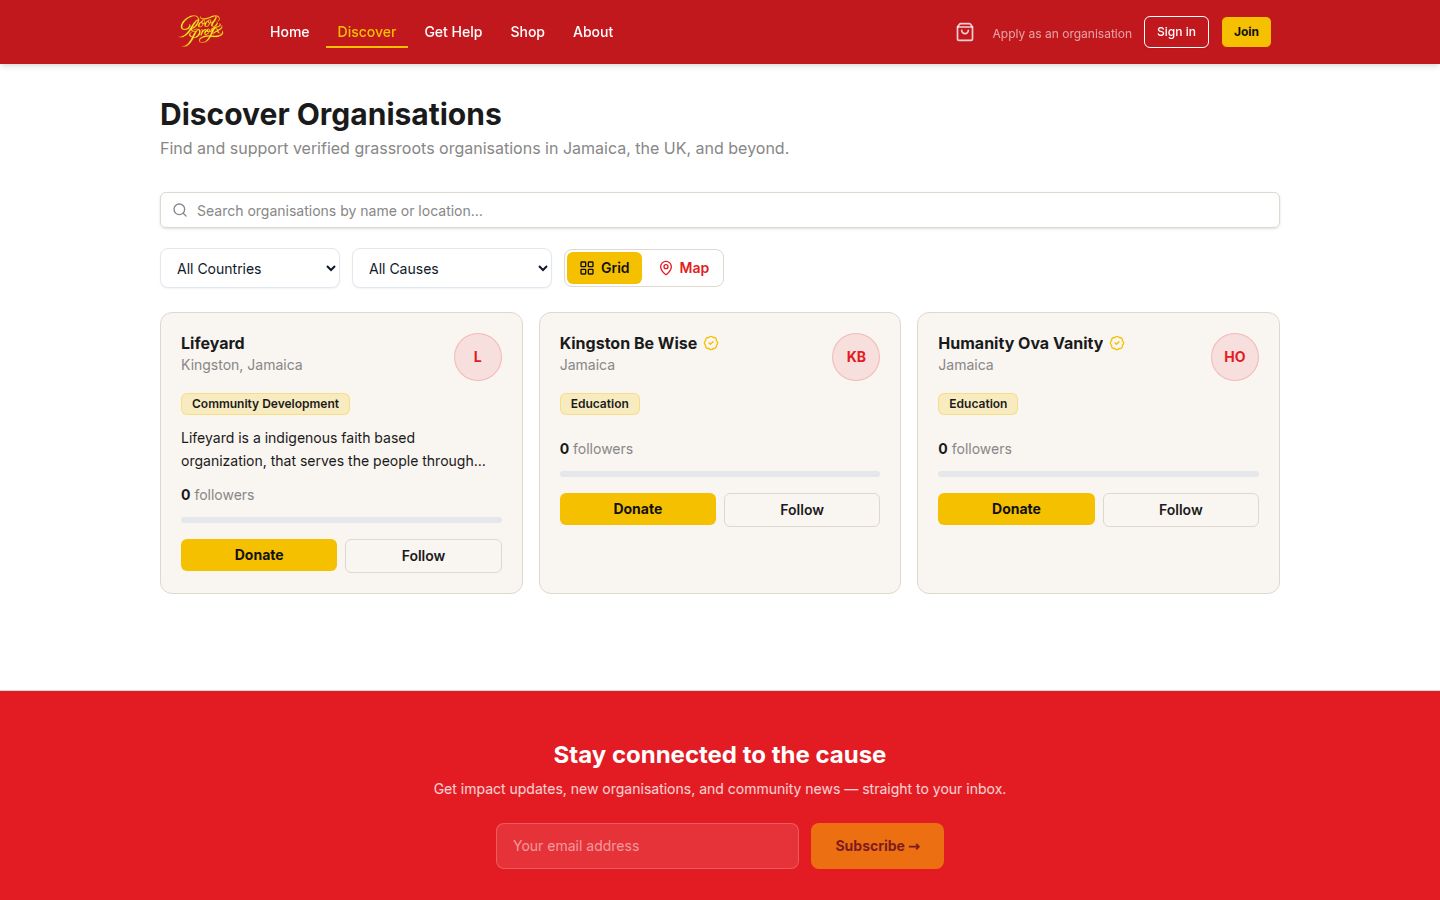 Good Profs
Home
Discover
Get Help
Shop
About
Apply as an organisation
Sign in
Join
Discover Organisations
Find and support verified grassroots organisations in Jamaica, the UK, and beyond.
Search organisations by name or location...
All Countries
All Causes
Grid
Map
Lifeyard
L
Kingston, Jamaica
Community Development
Lifeyard is a indigenous faith based
organization, that serves the people through...
0 followers
Donate
Follow
Kingston Be Wise
KB
Jamaica
Education
0 followers
Donate
Follow
Humanity Ova Vanity
HO
Jamaica
Education
0 followers
Donate
Follow
Stay connected to the cause
Get impact updates, new organisations, and community news — straight to your inbox.
Your email address
Subscribe →